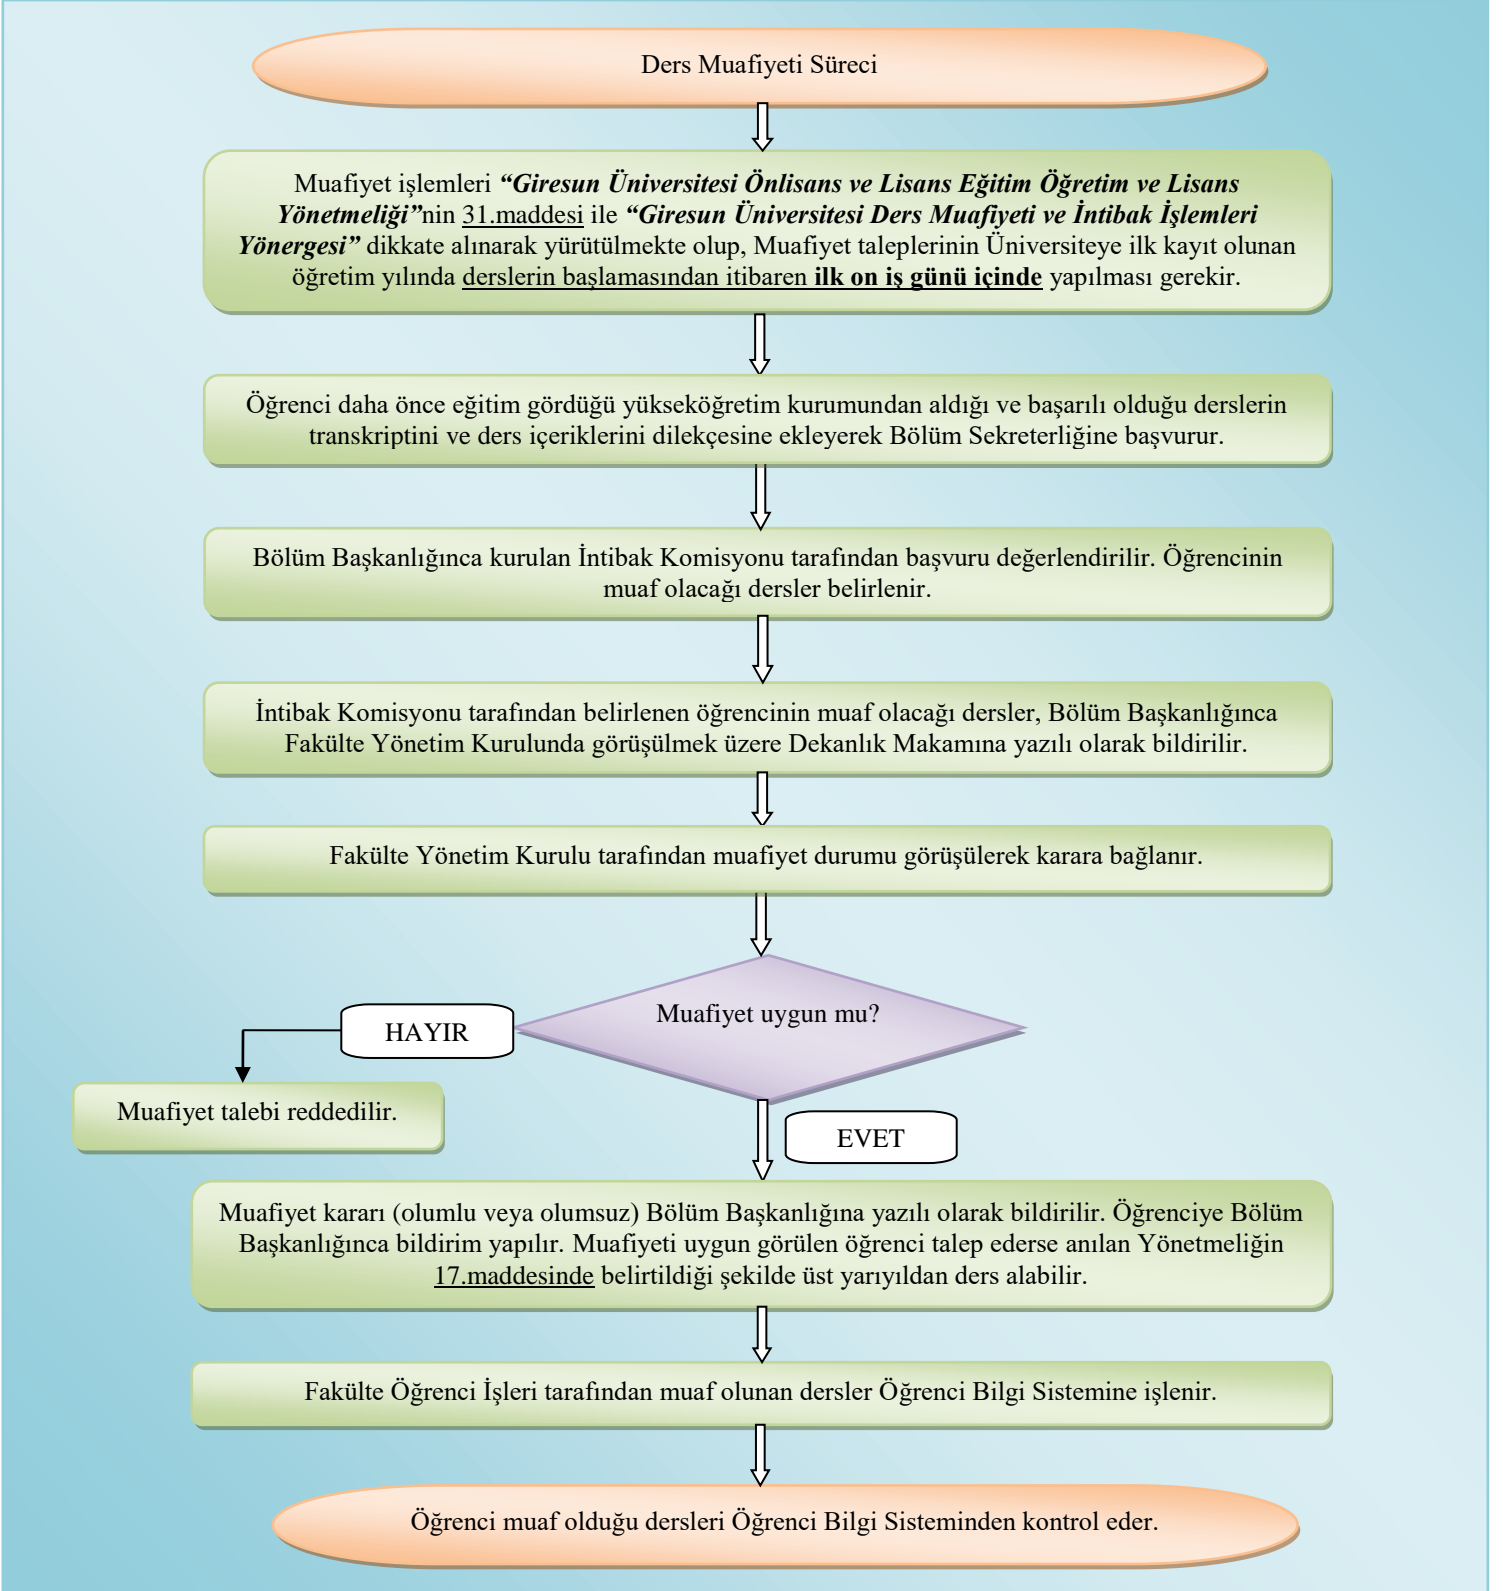 Ders Muafiyeti Süreci
Muafiyet işlemleri “Giresun Üniversitesi Önlisans ve Lisans Eğitim Öğretim ve Lisans
Yönetmeliği”nin 31.maddesi ile “Giresun Üniversitesi Ders Muafiyeti ve İntibak İşlemleri
Yönergesi” dikkate alınarak yürütülmekte olup, Muafiyet taleplerinin Üniversiteye ilk kayıt olunan
öğretim yılında derslerin başlamasından itibaren ilk on iş günü içinde yapılması gerekir.
Öğrenci daha önce eğitim gördüğü yükseköğretim kurumundan aldığı ve başarılı olduğu derslerin
transkriptini ve ders içeriklerini dilekçesine ekleyerek Bölüm Sekreterliğine başvurur.
Bölüm Başkanlığınca kurulan İntibak Komisyonu tarafından başvuru değerlendirilir. Öğrencinin
muaf olacağı dersler belirlenir.
İntibak Komisyonu tarafından belirlenen öğrencinin muaf olacağı dersler, Bölüm Başkanlığınca
Fakülte Yönetim Kurulunda görüşülmek üzere Dekanlık Makamına yazılı olarak bildirilir.
Fakülte Yönetim Kurulu tarafından muafiyet durumu görüşülerek karara bağlanır.
Muafiyet uygun mu?
HAYIR
Muafiyet talebi reddedilir.
EVET
Muafiyet kararı (olumlu veya olumsuz) Bölüm Başkanlığına yazılı olarak bildirilir. Öğrenciye Bölüm
Başkanlığınca bildirim yapılır. Muafiyeti uygun görülen öğrenci talep ederse anılan Yönetmeliğin
17.maddesinde belirtildiği şekilde üst yarıyıldan ders alabilir.
Fakülte Öğrenci İşleri tarafından muaf olunan dersler Öğrenci Bilgi Sistemine işlenir.
Öğrenci muaf olduğu dersleri Öğrenci Bilgi Sisteminden kontrol eder.